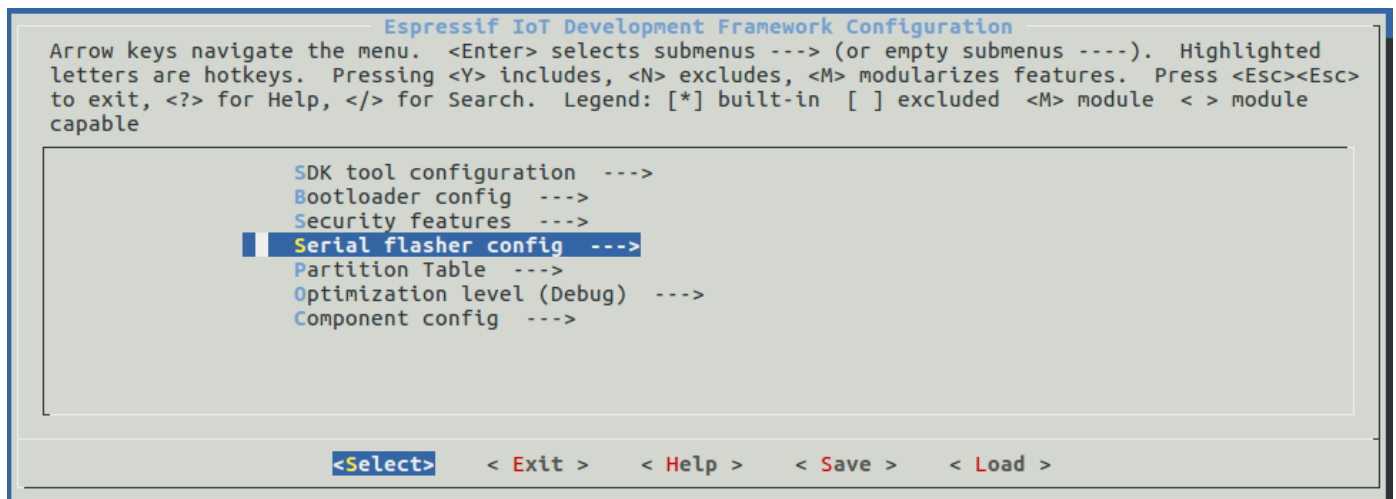 Espressif IoT Development Framework Configuration
Arrow keys navigate the menu.  <Enter> selects submenus ---> (or empty submenus ----).  Highlighted
letters are hotkeys.  Pressing <Y> includes, <N> excludes, <M> modularizes features.  Press <Esc><Esc>
to exit, <?> for Help, </> for Search.  Legend: [*] built-in  [ ] excluded  <M> module  < > module
capable
SDK tool configuration  --->
Bootloader config  --->
Security features  --->
Serial flasher config  --->
Partition Table  --->
Optimization level (Debug)  --->
Component config  --->
<Select>    < Exit >    < Help >    < Save >    < Load >